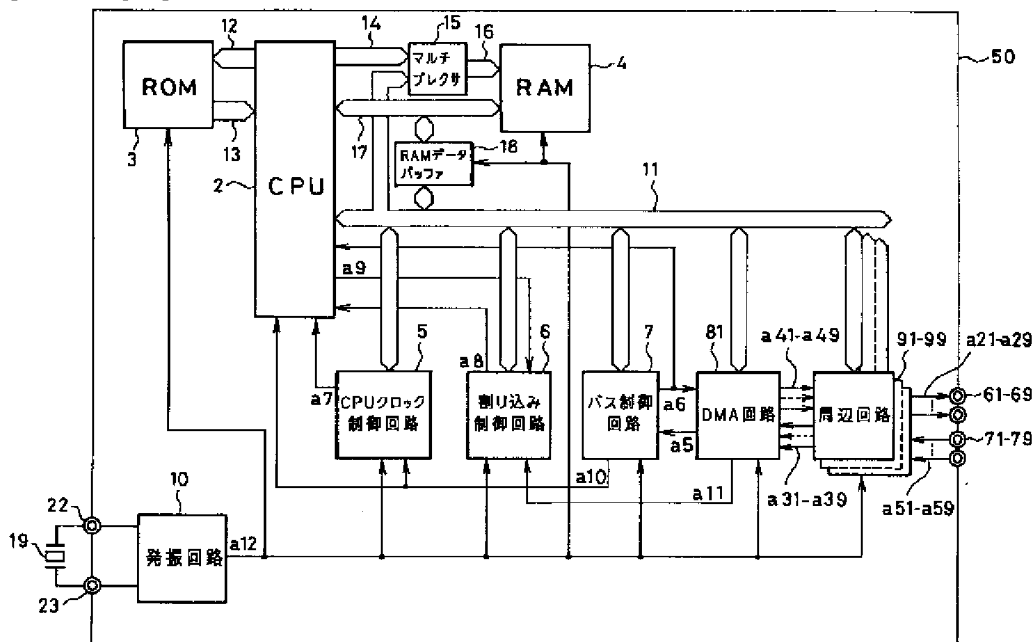 12
14
15
16
マルチ
プレクサ
ROM
RAM
4
50
3
13
17
18
RAMデータ
バッファ
2
CPU
11
a9
5
6
7
81
a41-a49
91-99
a21-a29
a8
a6
61-69
a7
CPUクロック
制御回路
割り込み
制御回路
バス制御
回路
DMA回路
周辺回路
71-79
a5
a10
a11
a31-a39
a51-a59
10
22
19
発振回路
a12
23